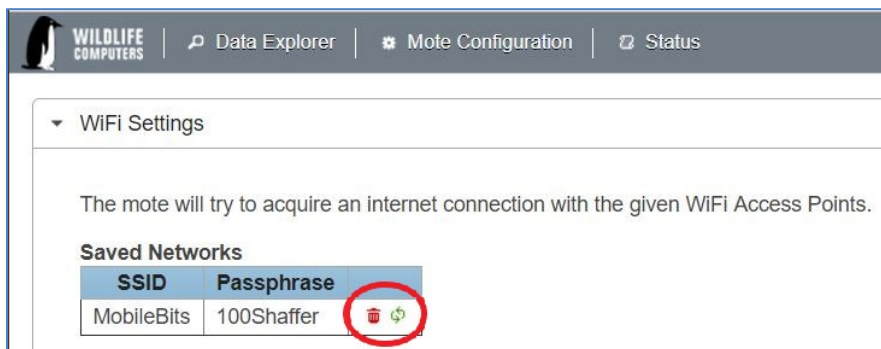 WILDLIFE COMPUTERS Data Explorer Mote Configuration Status
WiFi Settings
The mote will try to acquire an internet connection with the given WiFi Access Points.
Saved Networks
SSID Passphrase
MobileBits 100Shaffer